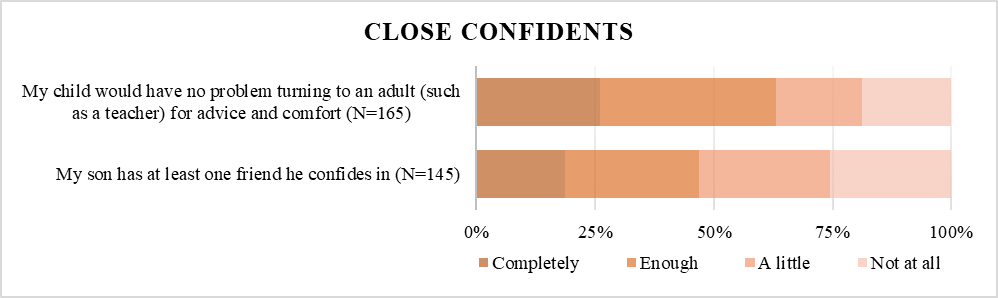 CLOSE CONFIDENTS
My child would have no problem turning to an adult (such
as a teacher) for advice and comfort (N=165)
My son has at least one friend he confides in (N=145)
0% 25% 50% 75% 100%
Completely Enough A little Not at all